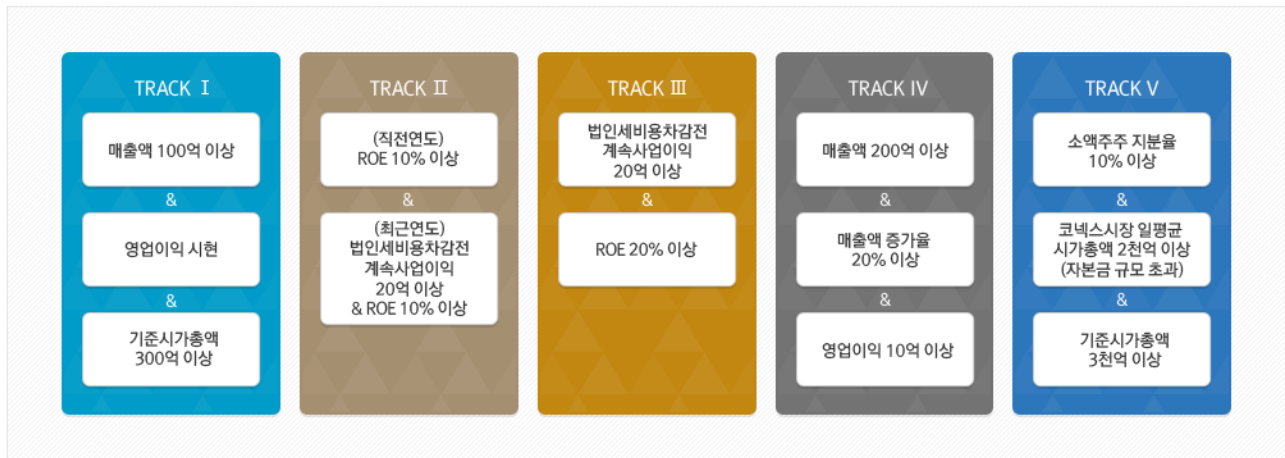 TRACK Ⅰ
매출액 100억 이상
&
영업이익 시현
&
기준시가총액
300억 이상
TRACK Ⅱ
(직전연도)
ROE 10% 이상
&
(최근연도)
법인세비용차감전
계속사업이익
20억 이상
& ROE 10% 이상
TRACK Ⅲ
법인세비용차감전
계속사업이익
20억 이상
&
ROE 20% 이상
TRACK Ⅳ
매출액 200억 이상
&
매출액 증가율
20% 이상
&
영업이익 10억 이상
TRACK Ⅴ
소액주주 지분율
10% 이상
&
코넥스시장 일평균
시가총액 2천억 이상
(자본금 규모 초과)
&
기준시가총액
3천억 이상